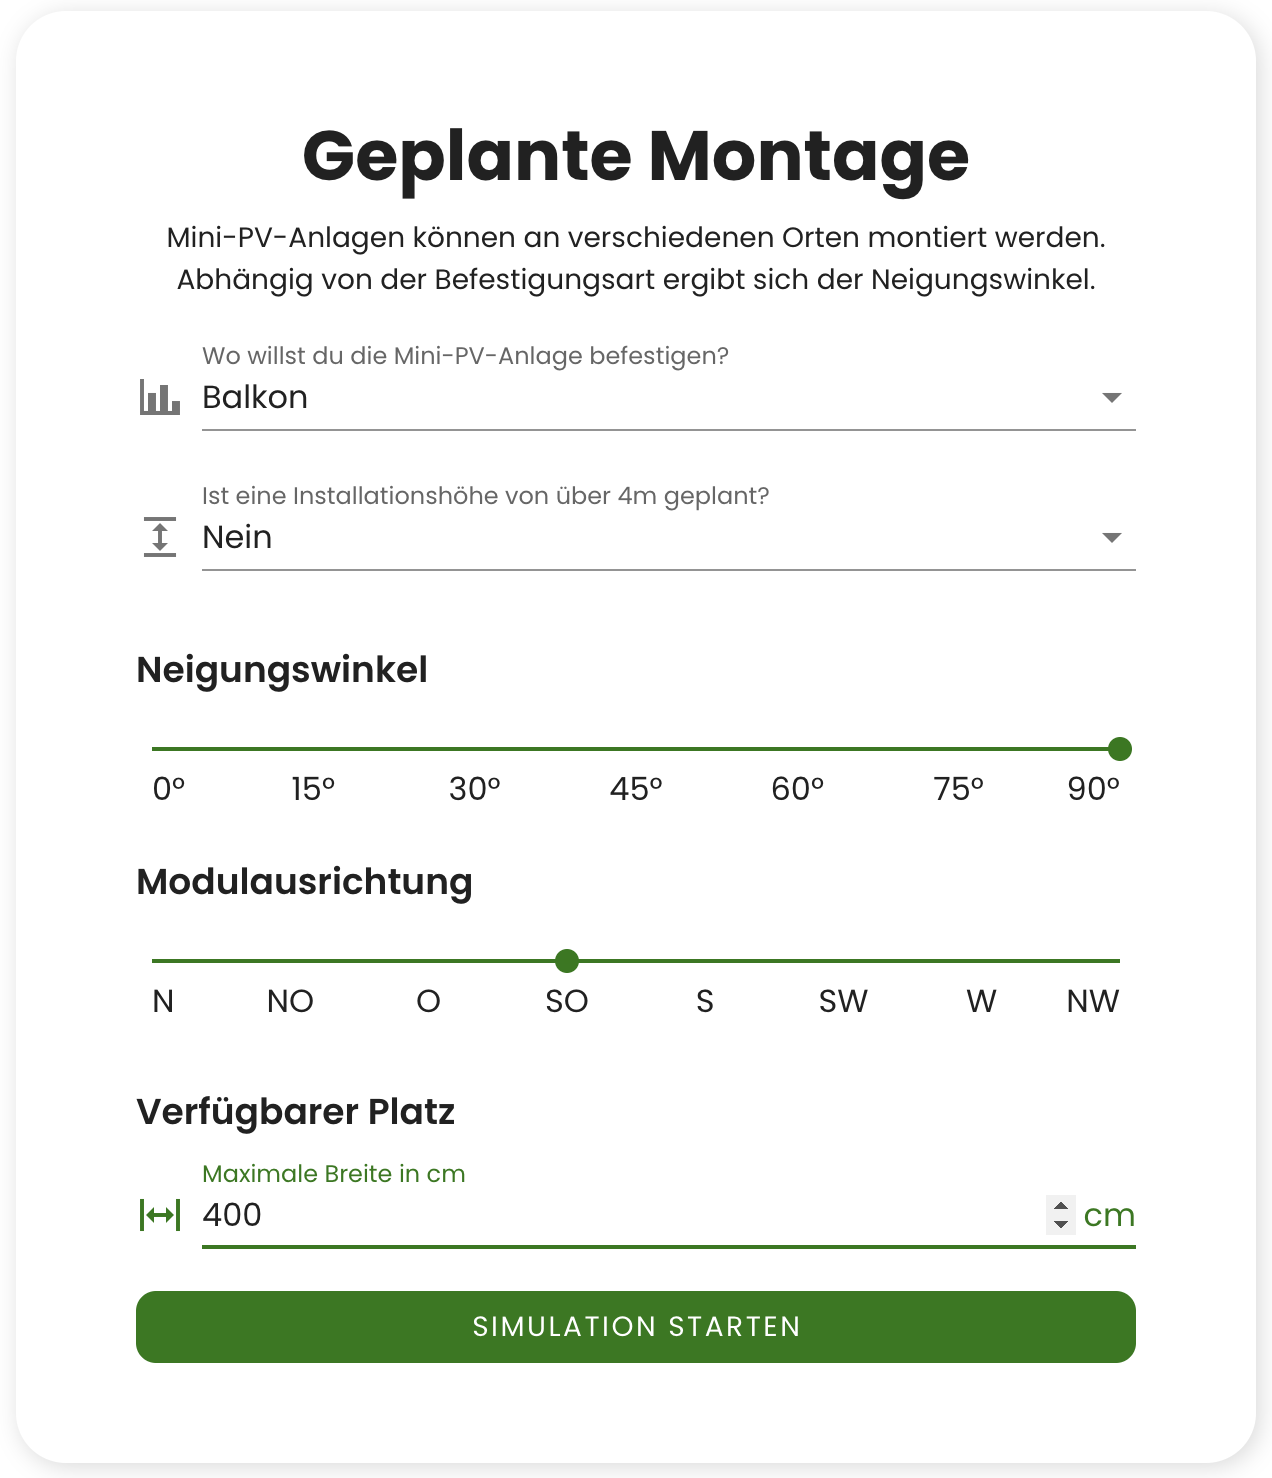 Geplante Montage
Mini-PV-Anlagen können an verschiedenen Orten montiert werden.
Abhängig von der Befestigungsart ergibt sich der Neigungswinkel.
Wo willst du die Mini-PV-Anlage befestigen?
Balkon
Ist eine Installationshöhe von über 4m geplant?
Nein
Neigungswinkel
0° 15° 30° 45° 60° 75° 90°
Modulausrichtung
N NO O SO S SW W NW
Verfügbarer Platz
Maximale Breite in cm
400 cm
SIMULATION STARTEN